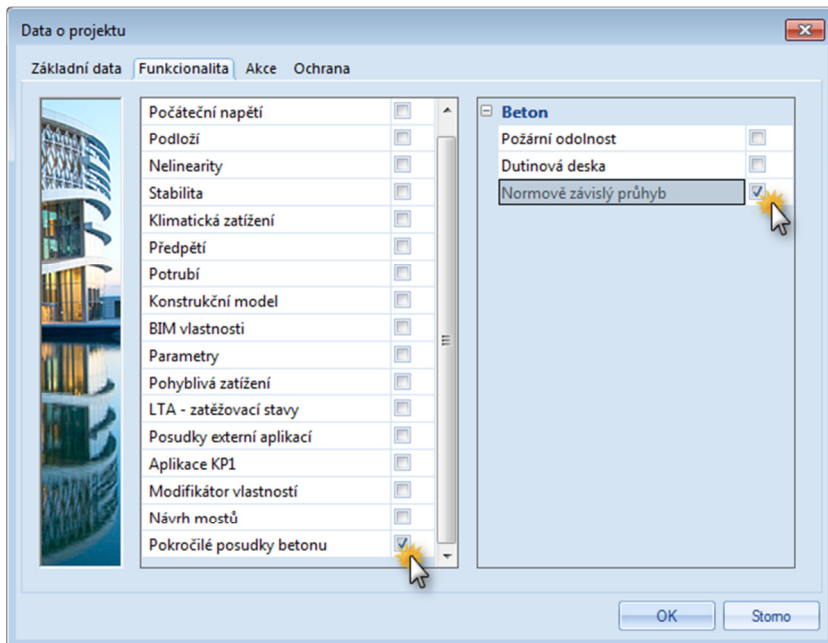 Data o projektu
Základní data Funkcionalita Akce Ochrana
Počáteční napětí
Podloží
Nelinearity
Stabilita
Klimatická zatížení
Předpětí
Potrubí
Konstrukční model
BIM vlastnosti
Parametry
Pohyblivá zatížení
LTA - zatěžovací stavy
Posudky externí aplikací
Aplikace KP1
Modifikátor vlastností
Návrh mostů
Pokročilé posudky betonu
Beton
Požární odolnost
Dutinová deska
Normově závislý průhyb
OK Storno